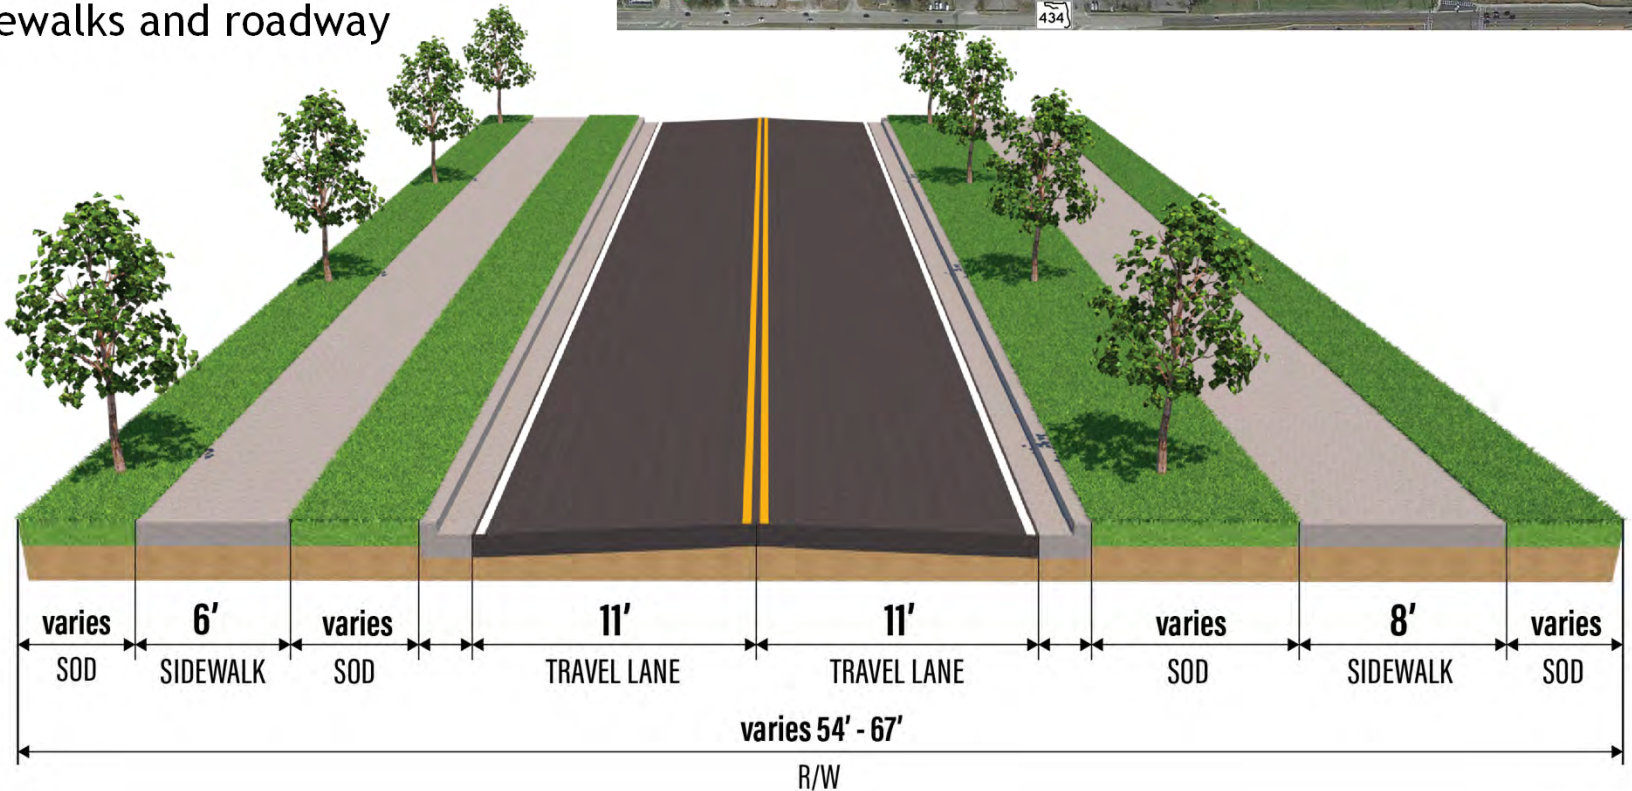 ewalks and roadway
434
varies 6' varies 11' 11' varies 8' varies
SOD SIDEWALK SOD TRAVEL LANE TRAVEL LANE SOD SIDEWALK SOD
varies 54' - 67'
R/W